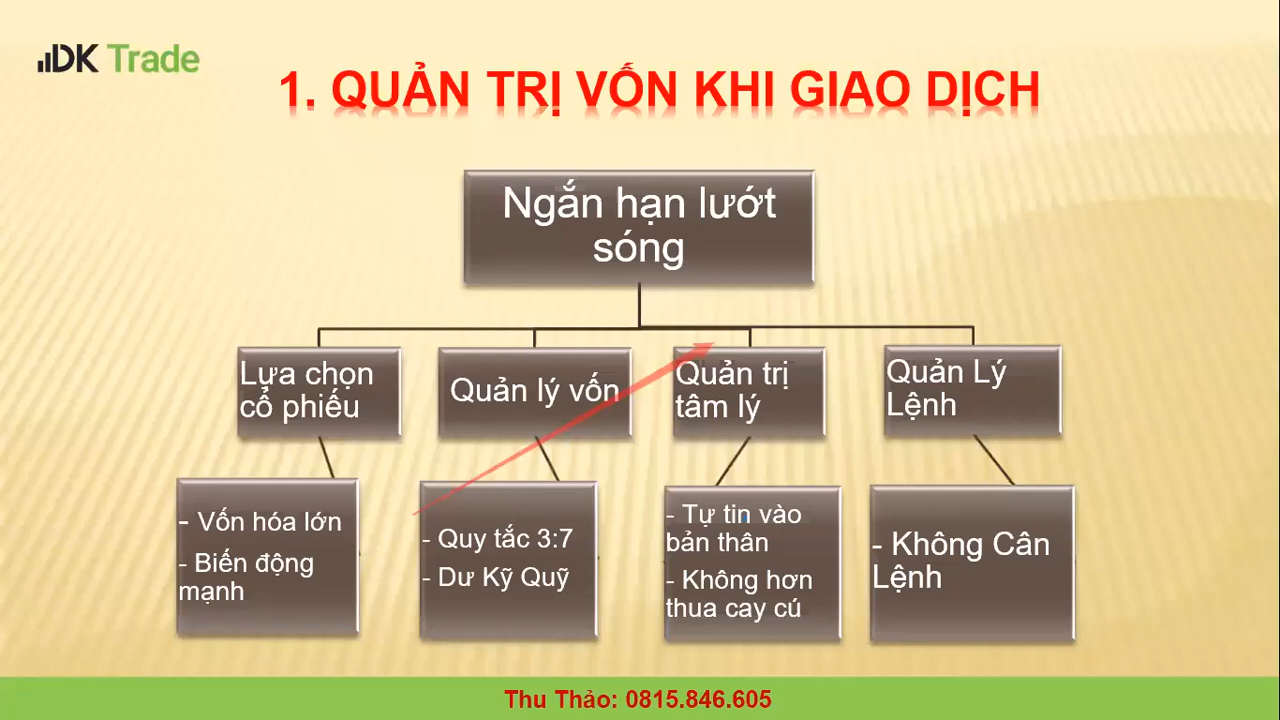 DK Trade
1. QUẢN TRỊ VỐN KHI GIAO DỊCH
Ngắn hạn lướt
sóng
Lựa chọn
cổ phiếu
Quản lý vốn
Quản trị
tâm lý
Quản Lý
Lệnh
- Vốn hóa lớn
- Biến động
mạnh
- Quy tắc 3:7
- Dư Kỹ Quỹ
- Tự tin vào
bản thân
- Không hơn
thua cay cú
- Không Cân
Lệnh
Thu Thảo: 0815.846.605